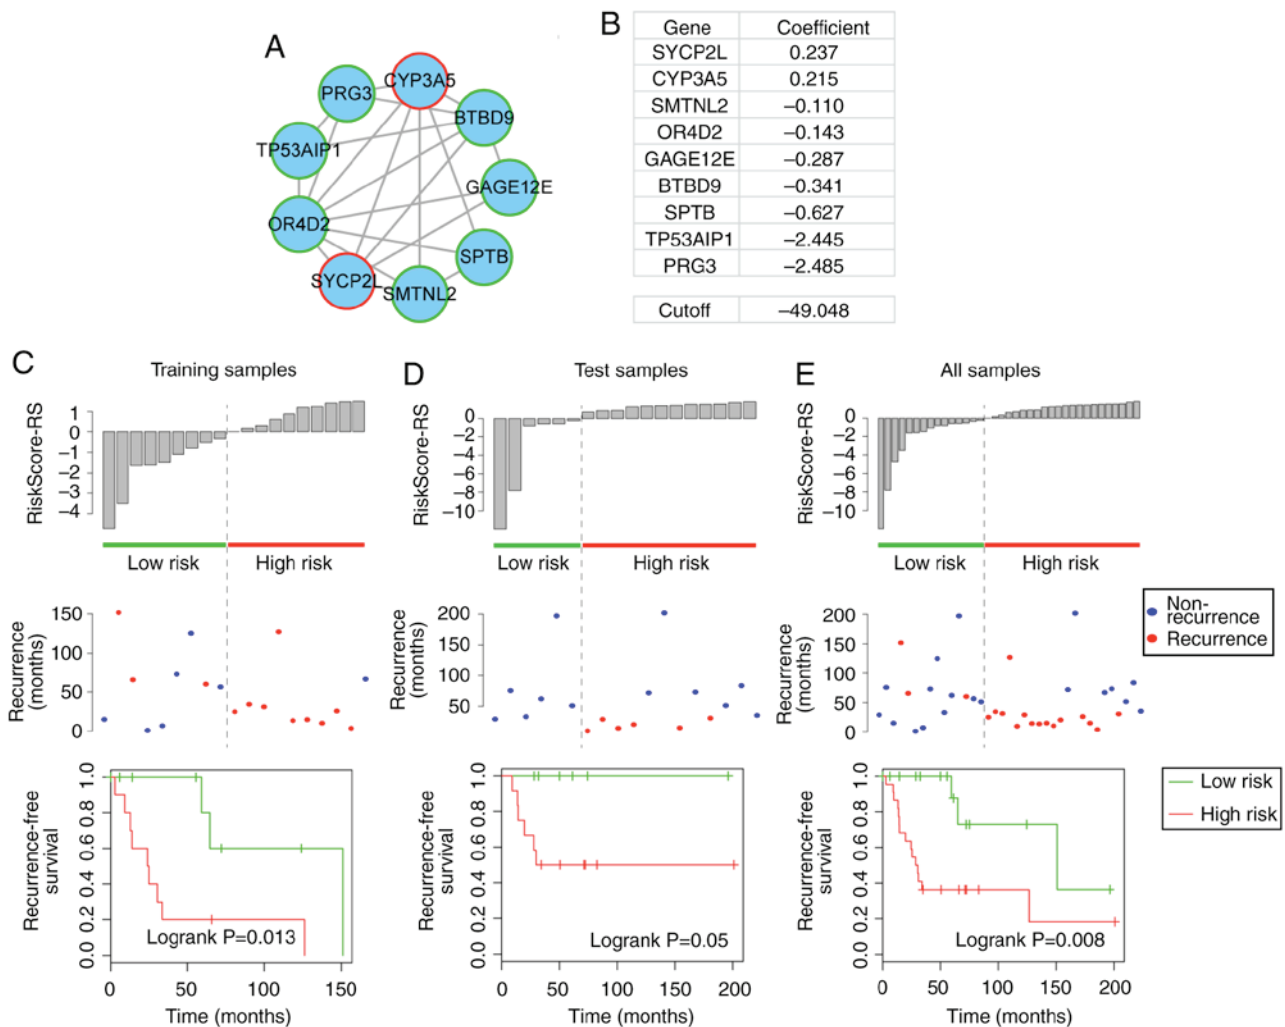 A
CYP3A5
PRG3
BTBD9
TP53AIP1
GAGE12E
OR4D2
SPTB
SYCP2L
SMTNL2
B
Gene Coefficient
SYCP2L 0.237
CYP3A5 0.215
SMTNL2 −0.110
OR4D2 −0.143
GAGE12E −0.287
BTBD9 −0.341
SPTB −0.627
TP53AIP1 −2.445
PRG3 −2.485
Cutoff −49.048
C
Training samples
RiskScore-RS
1
0
−1
−2
−3
−4
Low risk High risk
Recurrence
(months)
150
100
50
0
Recurrence-free
survival
1.0
0.8
0.6
0.4
0.2
0.0
Logrank P=0.013
0 50 100 150
Time (months)
D
Test samples
RiskScore-RS
0
−2
−4
−6
−8
−10
Low risk High risk
Recurrence
(months)
200
150
100
50
Recurrence-free
survival
1.0
0.8
0.6
0.4
0.2
0.0
Logrank P=0.05
0 50 100 150 200
Time (months)
E
All samples
RiskScore-RS
0
−2
−4
−6
−8
−10
Low risk High risk
Recurrence
(months)
200
150
100
50
0
Non-
recurrence
Recurrence
Recurrence-free
survival
1.0
0.8
0.6
0.4
0.2
0.0
Logrank P=0.008
0 50 100 150 200
Time (months)
Low risk
High risk